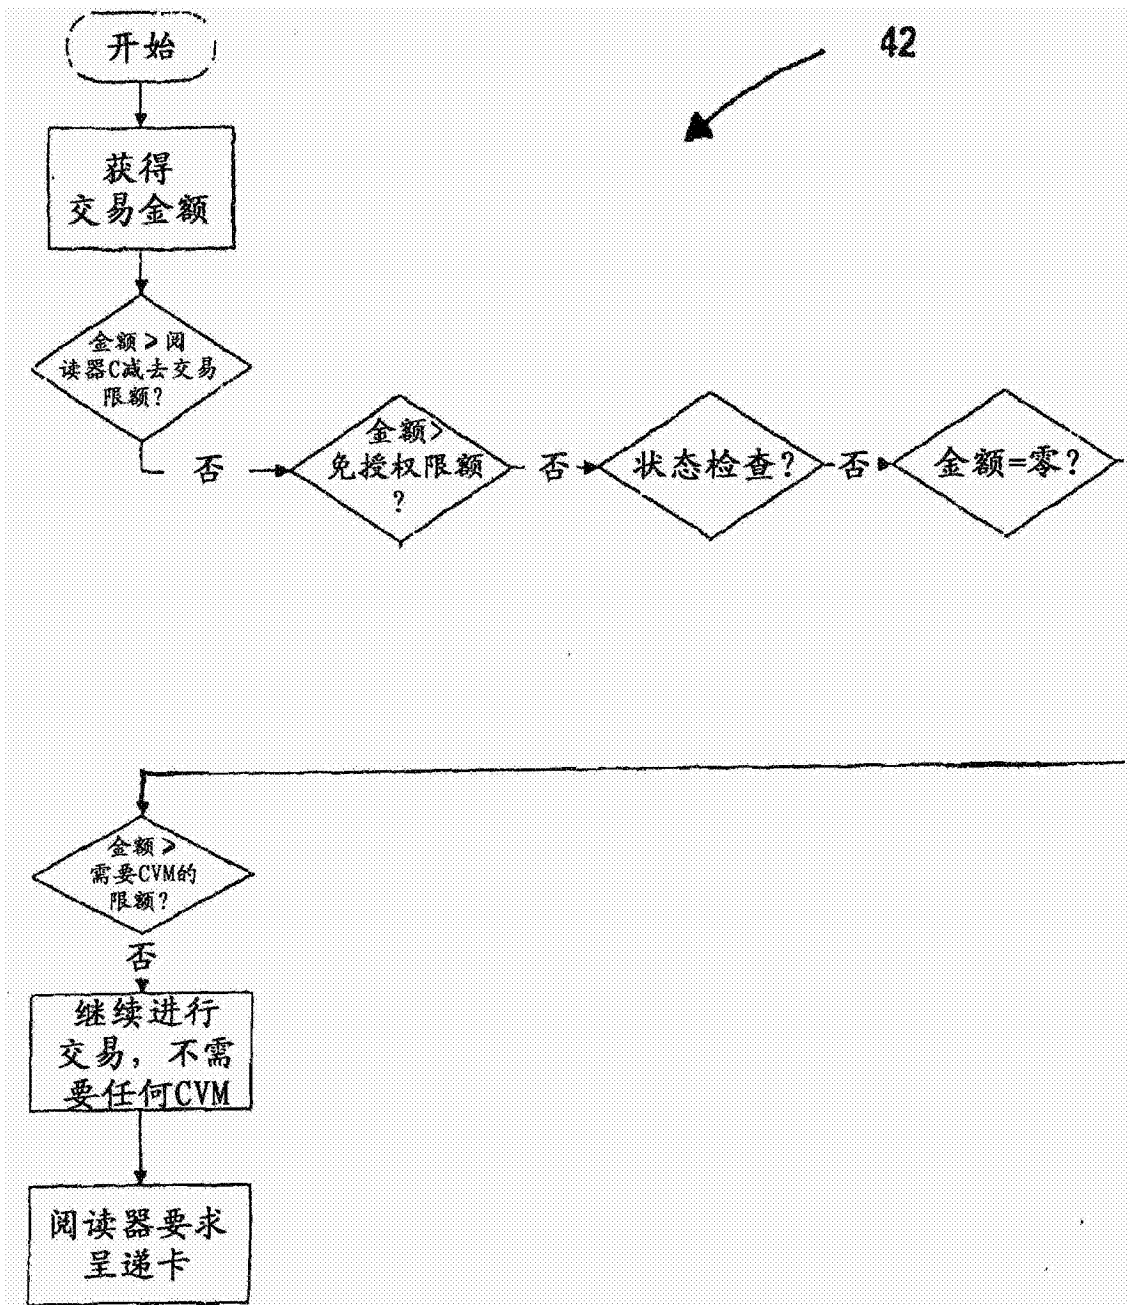 开始
42
获得
交易金额
金额≥阅
读器C减去交易
限额?
否
金额>
免授权限额
?
否
状态检查?
否
金额=零?
金额≥
需要CVM的
限额?
否
继续进行
交易，不需
要任何CVM
阅读器要求
呈递卡